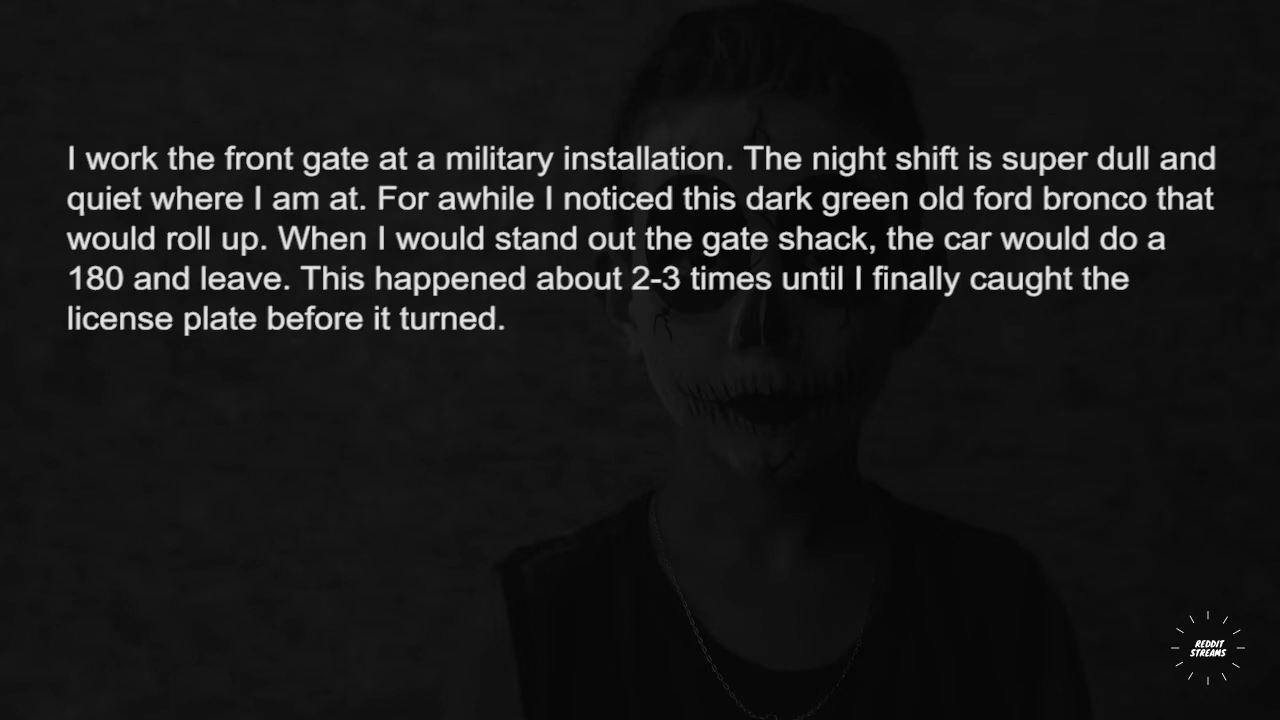 I work the front gate at a military installation. The night shift is super dull and
quiet where I am at. For awhile I noticed this dark green old ford bronco that
would roll up. When I would stand out the gate shack, the car would do a
180 and leave. This happened about 2-3 times until I finally caught the
license plate before it turned.
REDDIT
STREAMS